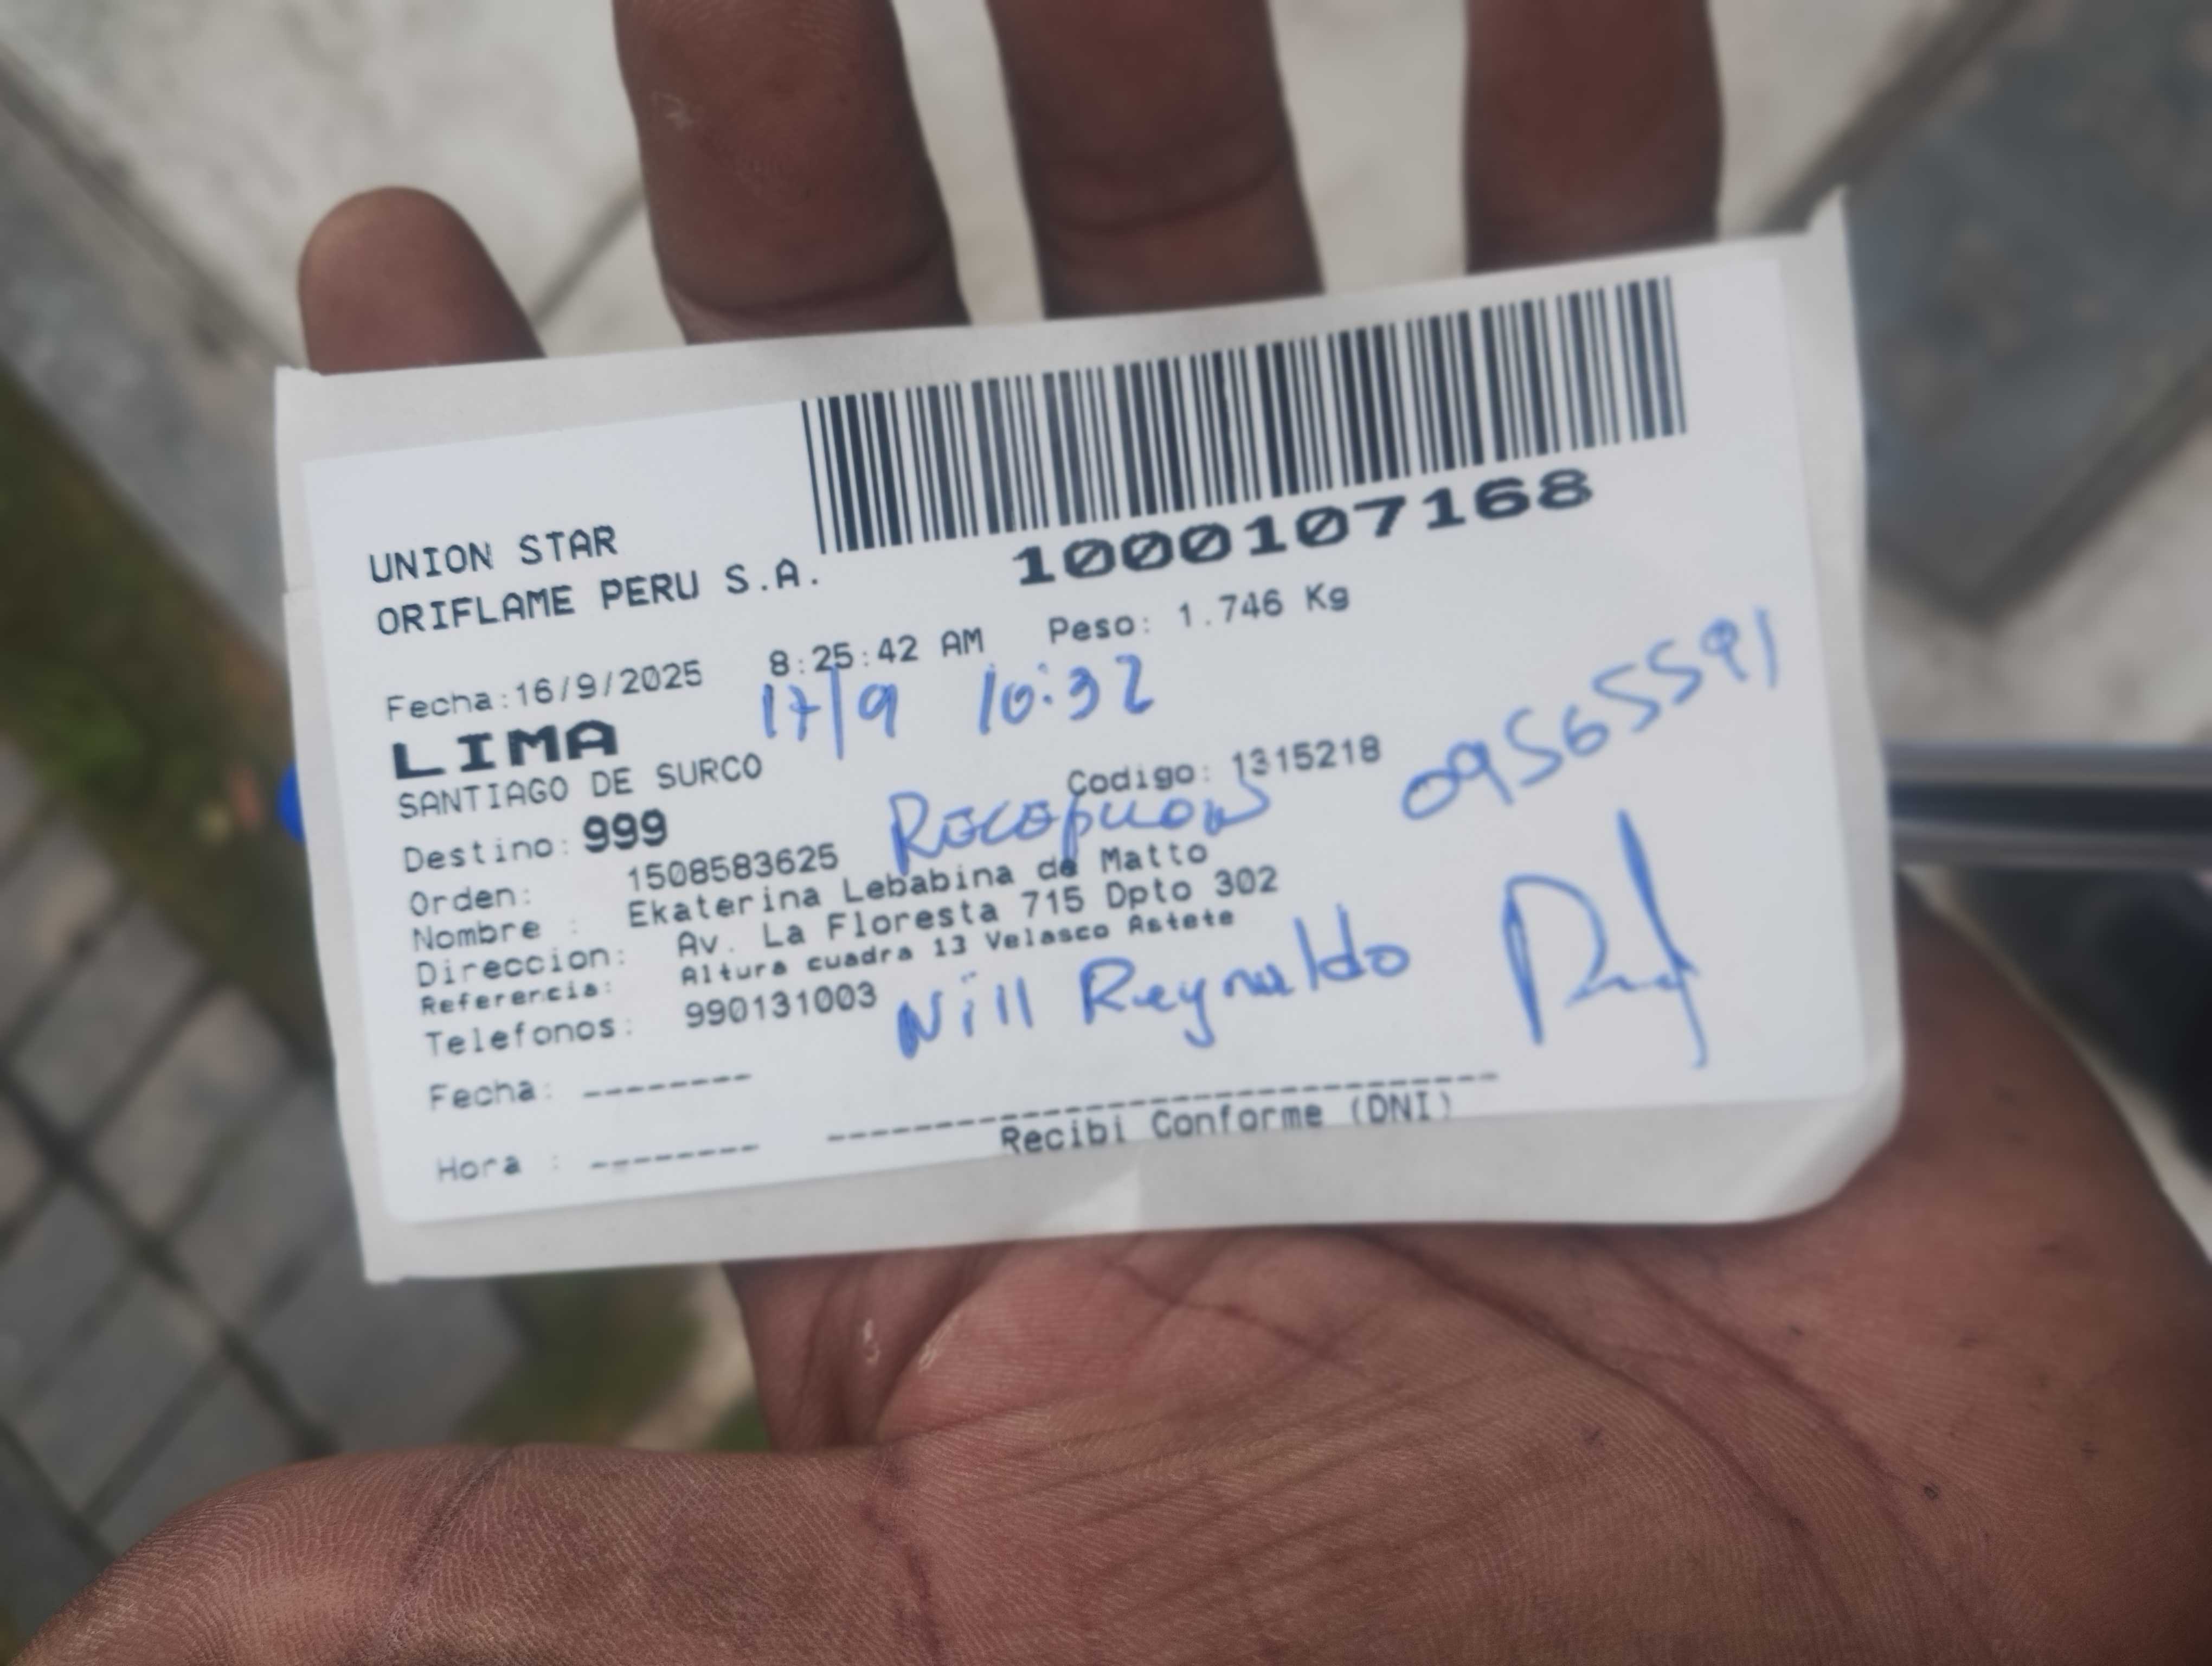 1000107168
UNION STAR
ORIFLAME PERU S.A.
Fecha:16/9/2025 8:25:42 AM Peso: 1.746 Kg
17/9 10:32
LIMA
SANTIAGO DE SURCO
Codigo: 1315218
09565591
Destino: 999
Recepcion
Orden: 1508583625
Nombre : Ekaterina Lebabina de Matto
Direccion: Av. La Floresta 715 Dpto 302
Referencia: Altura cuadra 13 Velasco Astete
Telefonos: 990131003
Nill Reynaldo
Fecha: --------
Hora : --------
Recibi Conforme (DNI)